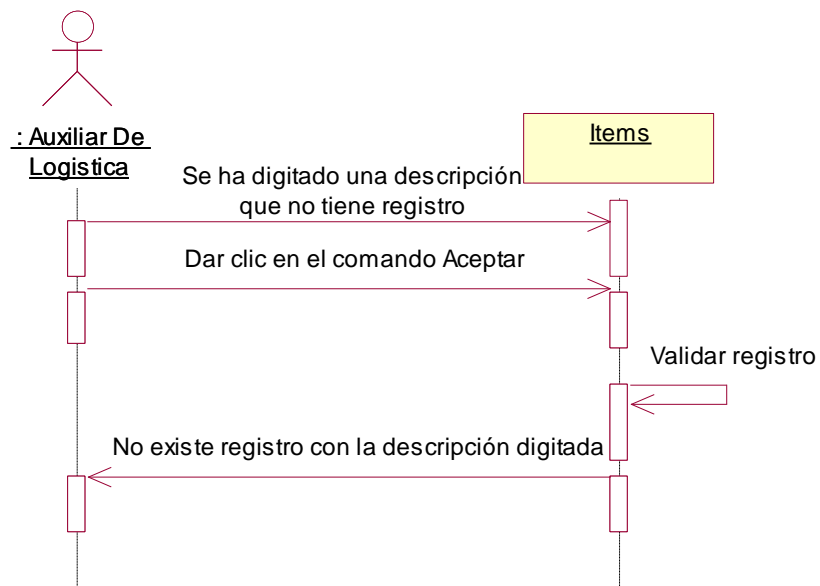 : Auxiliar De
Logistica
Items
Se ha digitado una descripción
que no tiene registro
Dar clic en el comando Aceptar
Validar registro
No existe registro con la descripción digitada